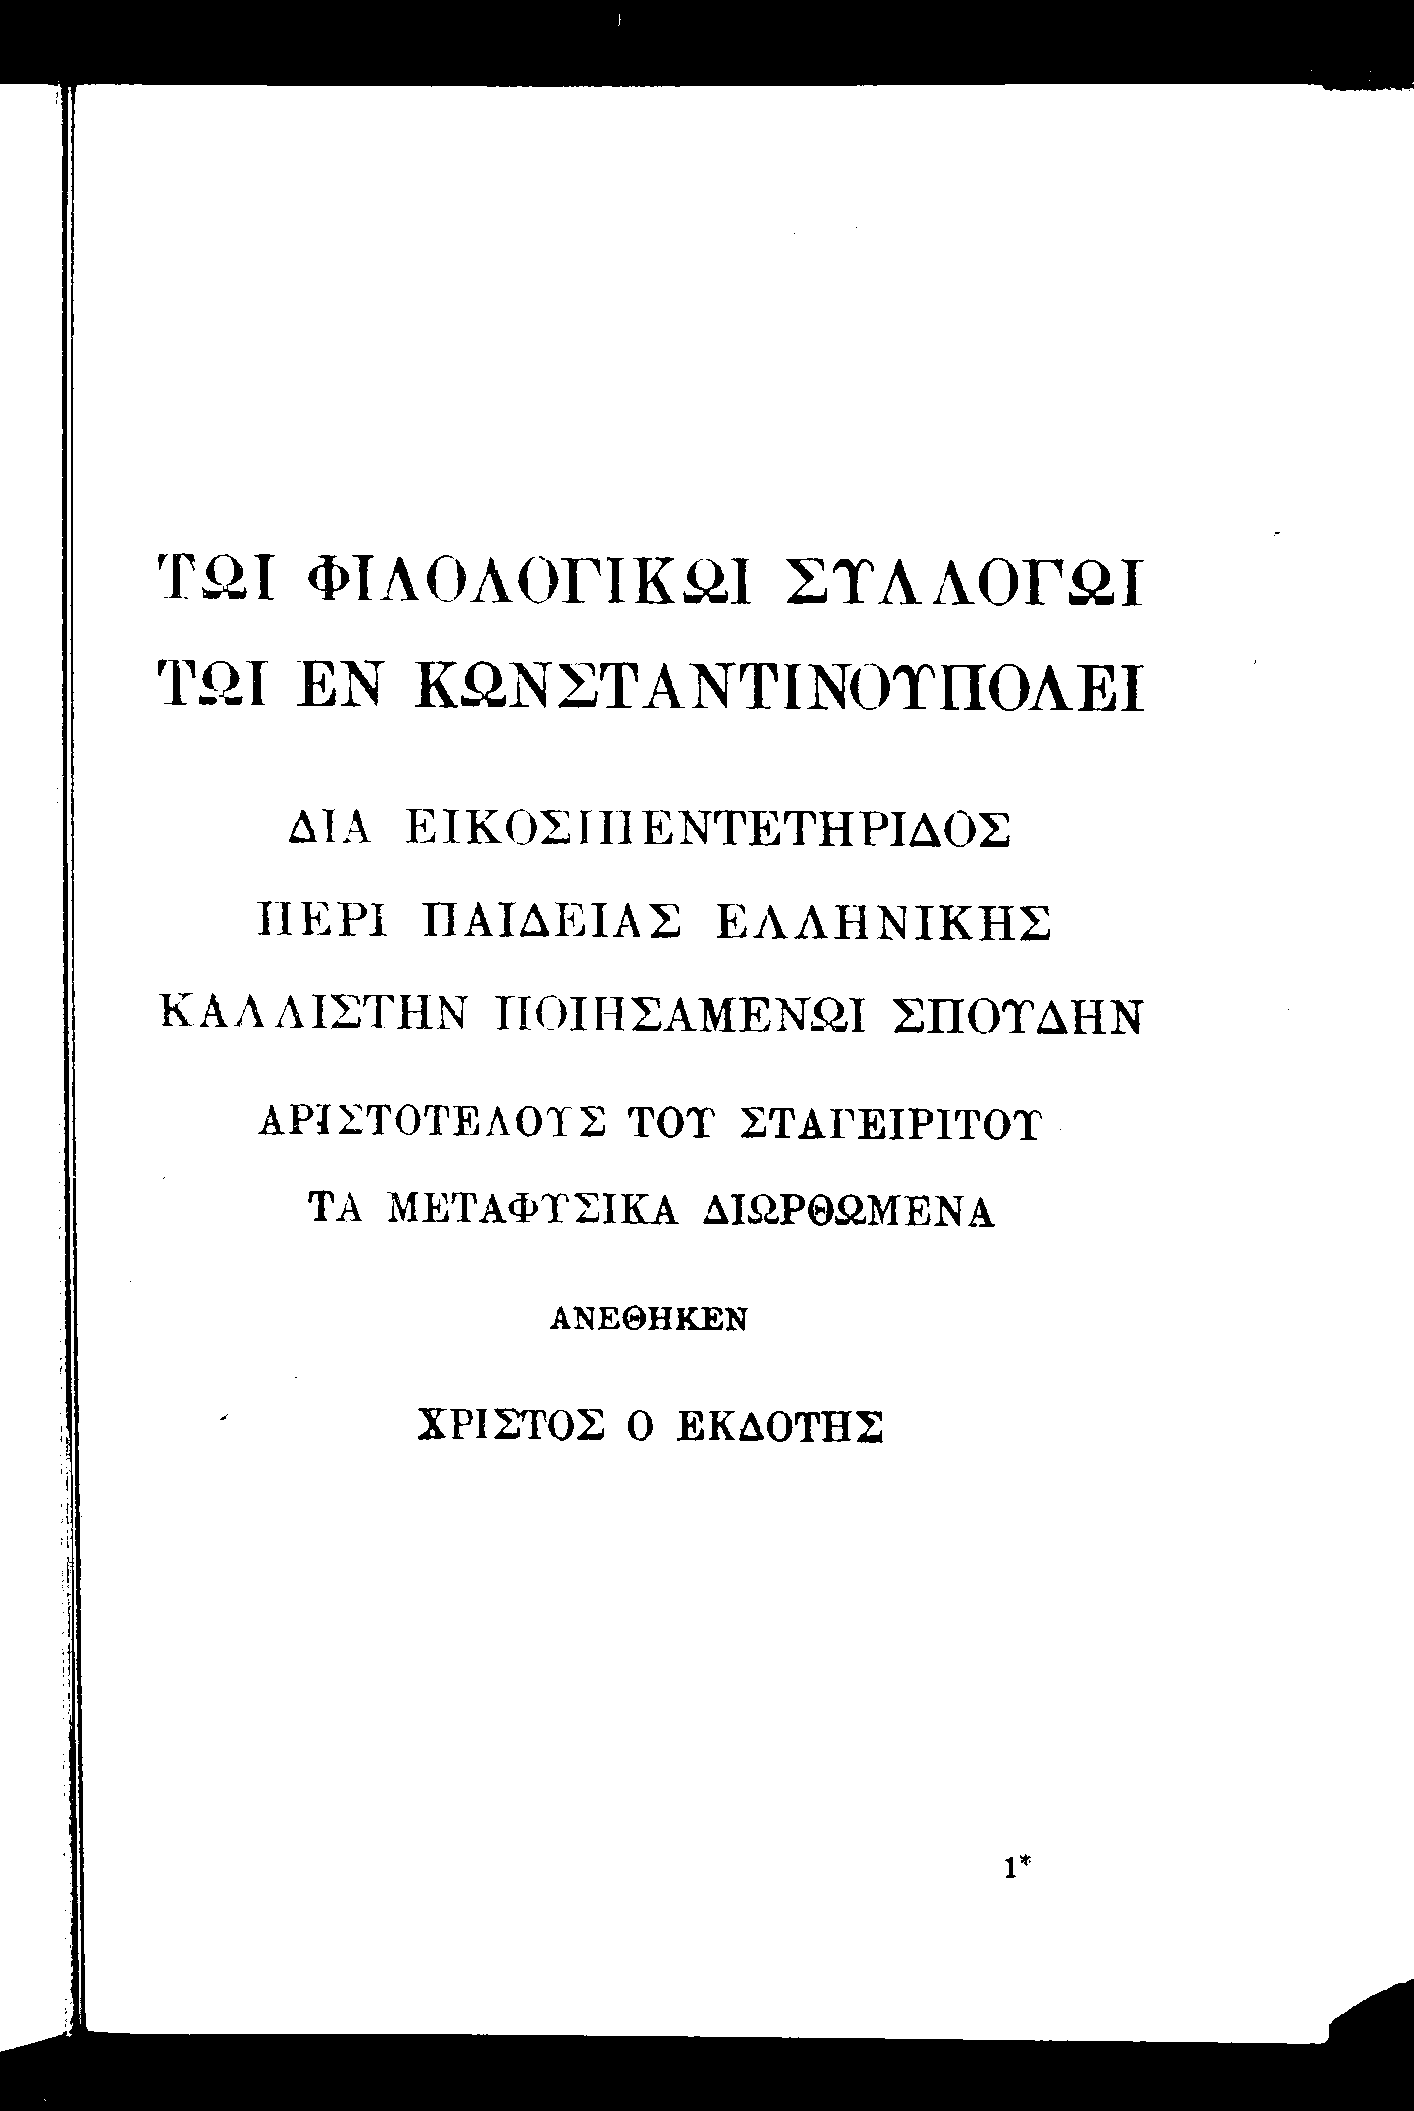 ΤΩΙ ΦΙΛΟΛΟΓΙΚΩΙ ΣΥΛΛΟΓΩΙ
ΤΩΙ ΕΝ ΚΩΝΣΤΑΝΤΙΝΟΥΠΟΛΕΙ
ΔΙΑ ΕΙΚΟΣΙΠΕΝΤΕΤΗΡΙΔΟΣ
ΠΕΡΙ ΠΑΙΔΕΙΑΣ ΕΛΛΗΝΙΚΗΣ
ΚΑΛΛΙΣΤΗΝ ΠΟΙΗΣΑΜΕΝΩΙ ΣΠΟΥΔΗΝ
ΑΡΙΣΤΟΤΕΛΟΥΣ ΤΟΥ ΣΤΑΓΕΙΡΙΤΟΥ
ΤΑ ΜΕΤΑΦΥΣΙΚΑ ΔΙΩΡΘΩΜΕΝΑ
ΑΝΕΘΗΚΕΝ
ΧΡΙΣΤΟΣ Ο ΕΚΔΟΤΗΣ
1*